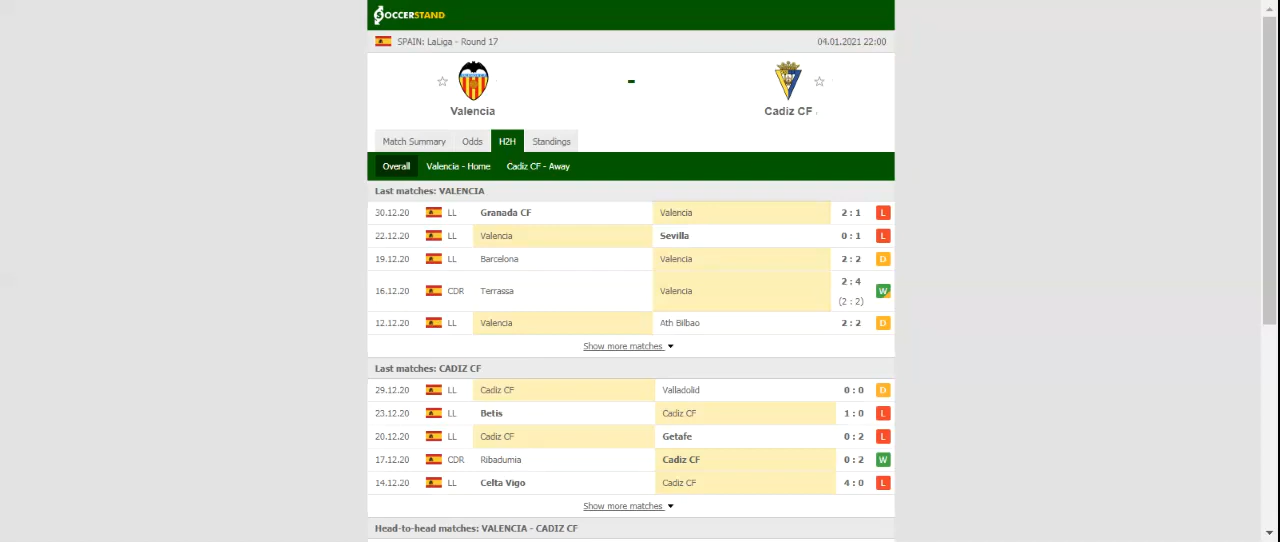 SOCCERSTAND
SPAIN: LaLiga - Round 17 04.01.2021 22:00
-
Valencia Cadiz CF
Match Summary Odds H2H Standings
Overall Valencia - Home Cadiz CF - Away
Last matches: VALENCIA
30.12.20 LL Granada CF Valencia 2 : 1 L
22.12.20 LL Valencia Sevilla 0 : 1 L
19.12.20 LL Barcelona Valencia 2 : 2 D
16.12.20 CDR Terrassa Valencia 2 : 4 (2 : 2) W
12.12.20 LL Valencia Ath Bilbao 2 : 2 D
Show more matches
Last matches: CADIZ CF
29.12.20 LL Cadiz CF Valladolid 0 : 0 D
23.12.20 LL Betis Cadiz CF 1 : 0 L
20.12.20 LL Cadiz CF Getafe 0 : 2 L
17.12.20 CDR Ribadumia Cadiz CF 0 : 2 W
14.12.20 LL Celta Vigo Cadiz CF 4 : 0 L
Show more matches
Head-to-head matches: VALENCIA - CADIZ CF